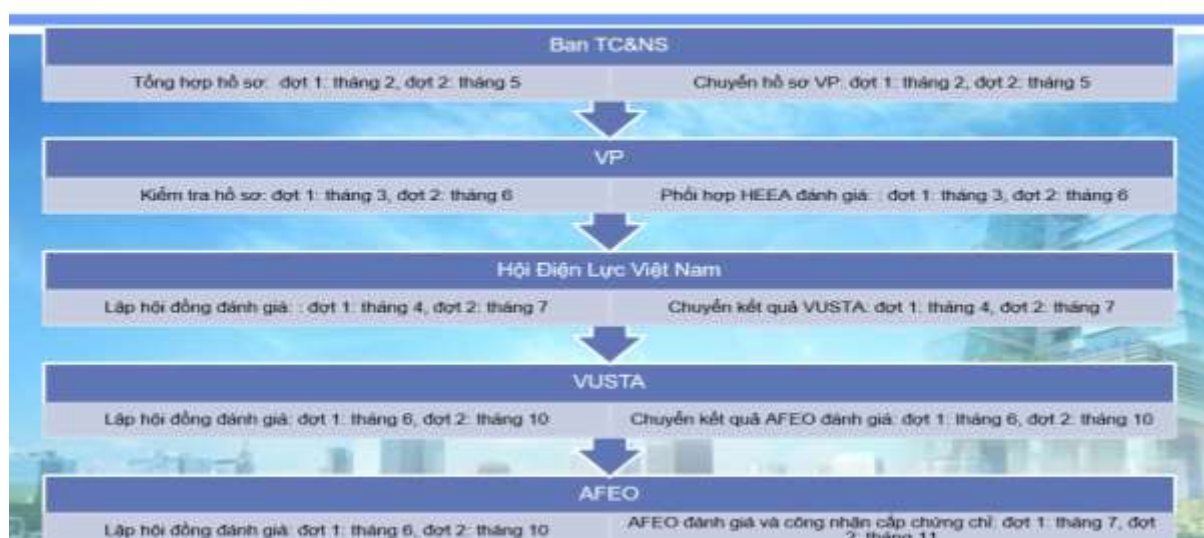 Ban TC&NS
Tổng hợp hồ sơ: đợt 1: tháng 2, đợt 2: tháng 5
Chuyển hồ sơ VP: đợt 1: tháng 2, đợt 2: tháng 5
VP
Kiểm tra hồ sơ: đợt 1: tháng 3, đợt 2: tháng 6
Phối hợp HEEA đánh giá: : đợt 1: tháng 3, đợt 2: tháng 6
Hội Điện Lực Việt Nam
Lập hội đồng đánh giá: : đợt 1: tháng 4, đợt 2: tháng 7
Chuyển kết quả VUSTA: đợt 1: tháng 4, đợt 2: tháng 7
VUSTA
Lập hội đồng đánh giá: đợt 1: tháng 6, đợt 2: tháng 10
Chuyển kết quả AFEO đánh giá: đợt 1: tháng 6, đợt 2: tháng 10
AFEO
Lập hội đồng đánh giá: đợt 1: tháng 6, đợt 2: tháng 10
AFEO đánh giá và công nhận cấp chứng chỉ: đợt 1: tháng 7, đợt
2: tháng 11